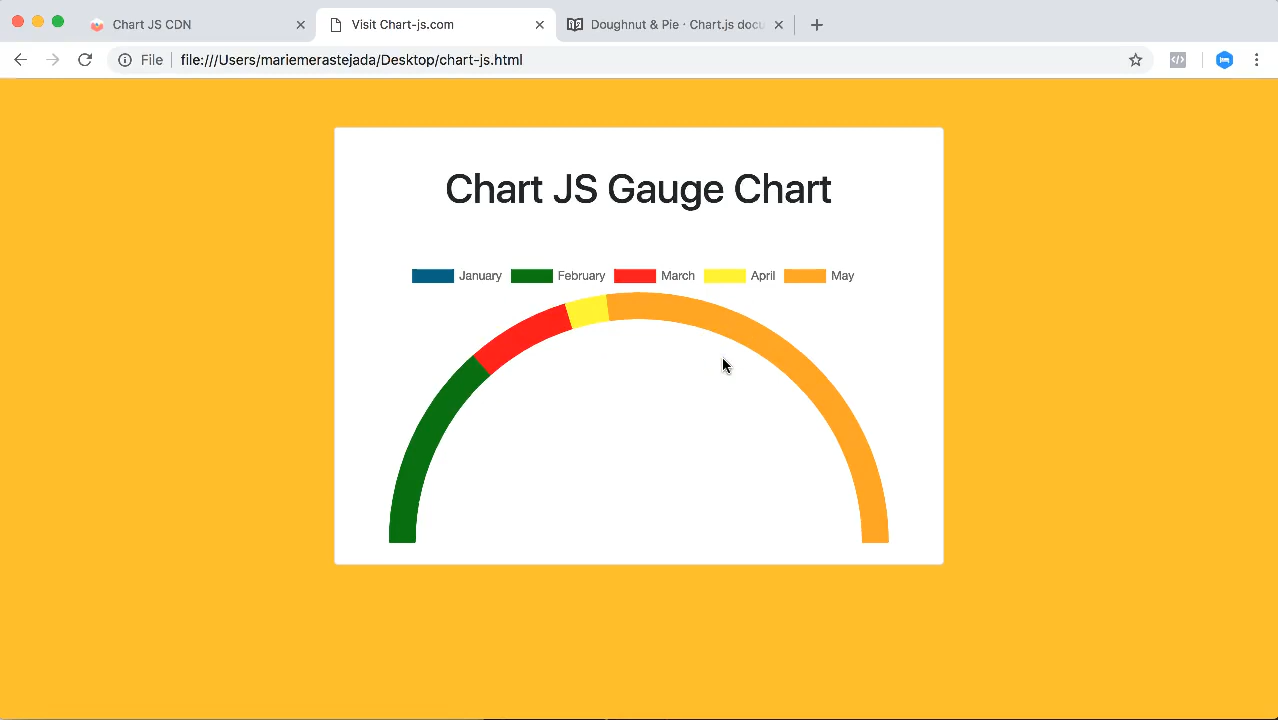 Chart JS CDN
Visit Chart-js.com
Doughnut & Pie · Chart.js docu
File
file:///Users/mariemerastejada/Desktop/chart-js.html
Chart JS Gauge Chart
January February March April May